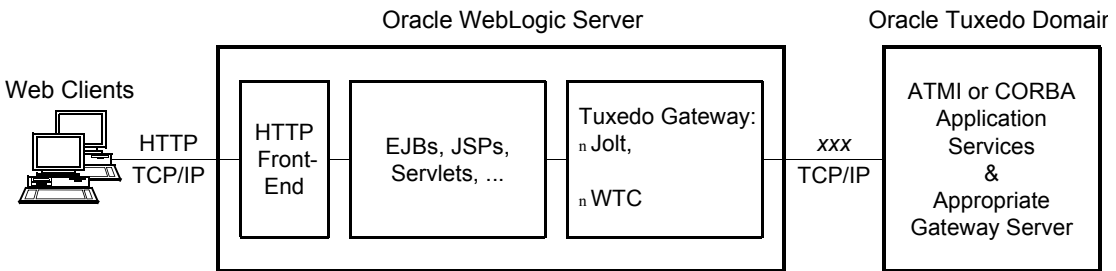 Oracle WebLogic Server
Oracle Tuedo Domain
Web Clients
HTTP
TCP/IP
HTTP
Front-
End
EJBs, JSPs,
Servlets, ...
Tuxedo Gateway:
n Jolt,
n WTC
xxx
TCP/IP
ATMI or CORBA
Application
Services
&
Appropriate
Gateway Server